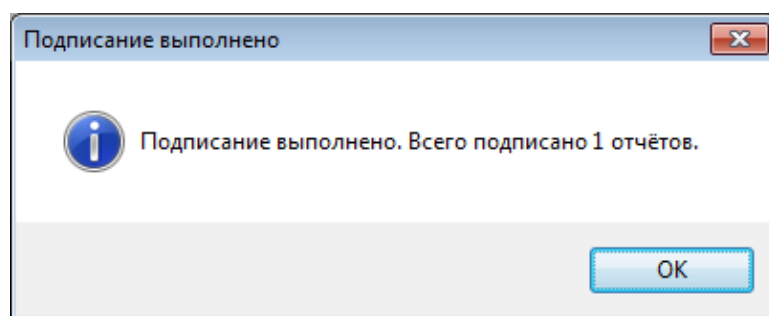 Подписание выполнено
Подписание выполнено. Всего подписано 1 отчётов.
OK